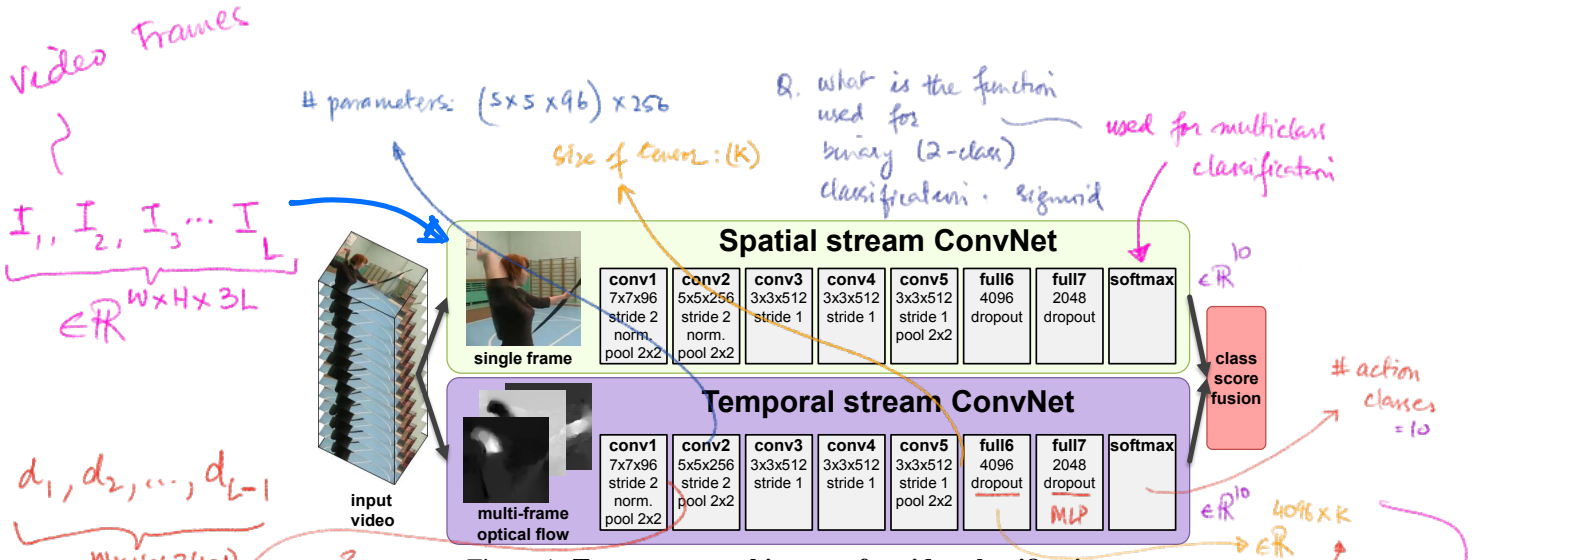 video Frames
# parameters: (5x5x96) x 256
size of tensor: (K)
Q. what is the function
used for
binary (2-class)
classification. sigmoid
used for multiclass
classification
I1, I2, I3 ... IL
∈ R^W×H×3L
Spatial stream ConvNet
single frame
conv1
7x7x96
stride 2
norm.
pool 2x2
conv2
5x5x256
stride 2
norm.
pool 2x2
conv3
3x3x512
stride 1
conv4
3x3x512
stride 1
conv5
3x3x512
stride 1
pool 2x2
full6
4096
dropout
full7
2048
dropout
softmax
∈ R^10
class
score
fusion
# action
classes
= 10
Temporal stream ConvNet
input
video
multi-frame
optical flow
conv1
7x7x96
stride 2
norm.
pool 2x2
conv2
5x5x256
stride 2
pool 2x2
conv3
3x3x512
stride 1
conv4
3x3x512
stride 1
conv5
3x3x512
stride 1
pool 2x2
full6
4096
dropout
full7
2048
dropout
MLP
softmax
∈ R^10
4096 x K
∈ R
d1, d2, ..., dL-1